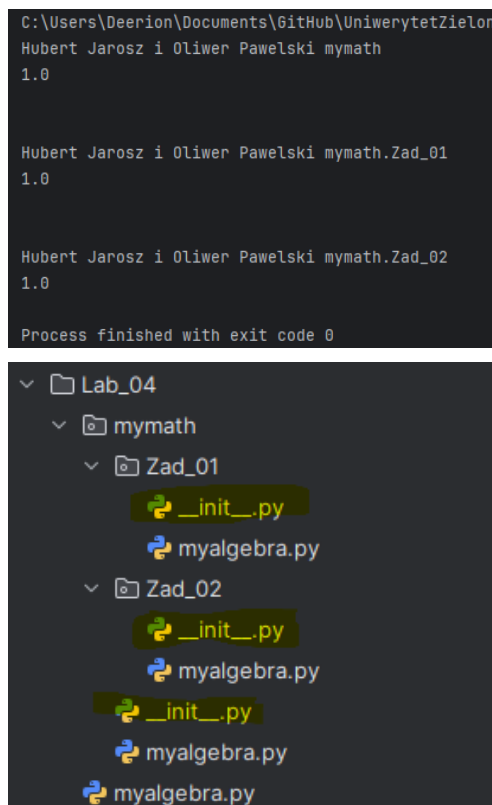 C:\Users\Deerion\Documents\GitHub\UniwerytetZielon
Hubert Jarosz i Oliwer Pawelski mymath
1.0
Hubert Jarosz i Oliwer Pawelski mymath.Zad_01
1.0
Hubert Jarosz i Oliwer Pawelski mymath.Zad_02
1.0
Process finished with exit code 0
Lab_04
mymath
Zad_01
__init__.py
myalgebra.py
Zad_02
__init__.py
myalgebra.py
__init__.py
myalgebra.py
myalgebra.py